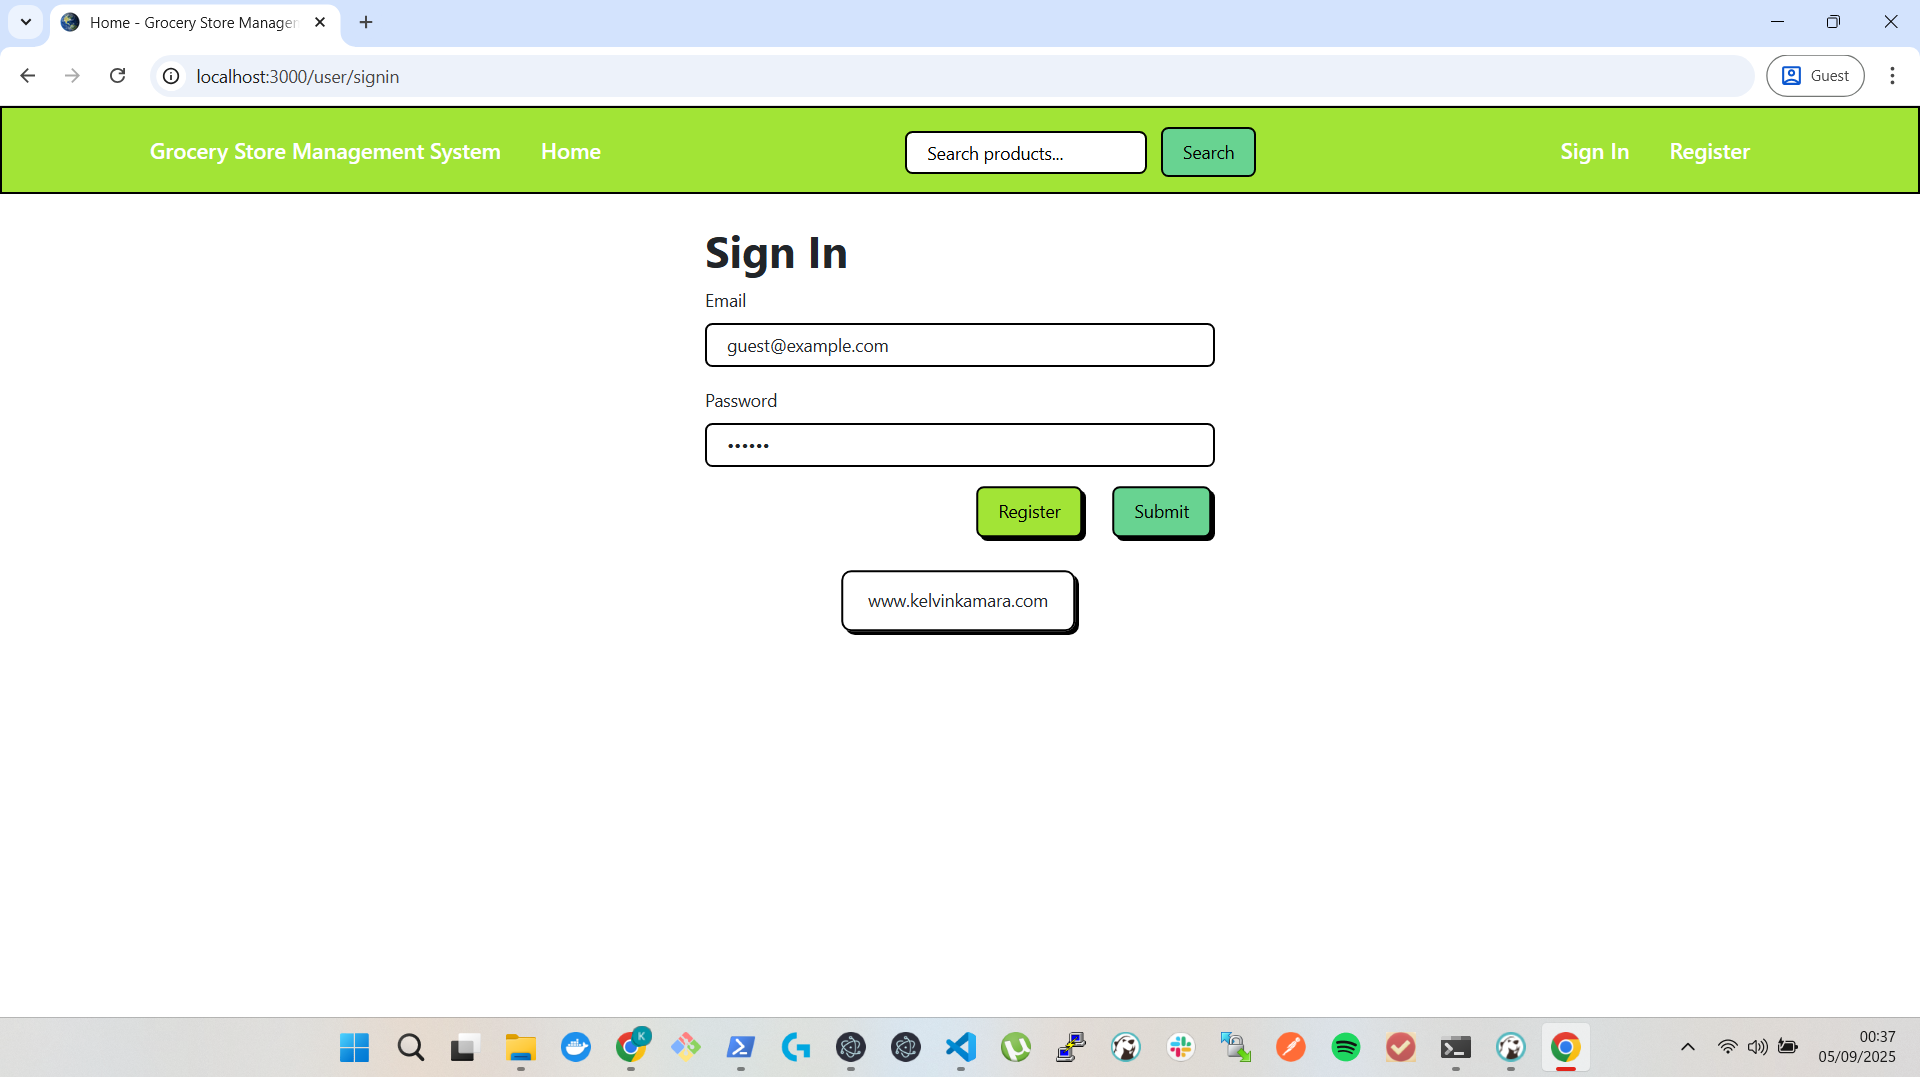 Home - Grocery Store Manager
localhost:3000/user/signin
Guest
Grocery Store Management System
Home
Search products...
Search
Sign In
Register
Sign In
Email
guest@example.com
Password
••••••
Register
Submit
www.kelvinkamara.com
K
00:37
05/09/2025